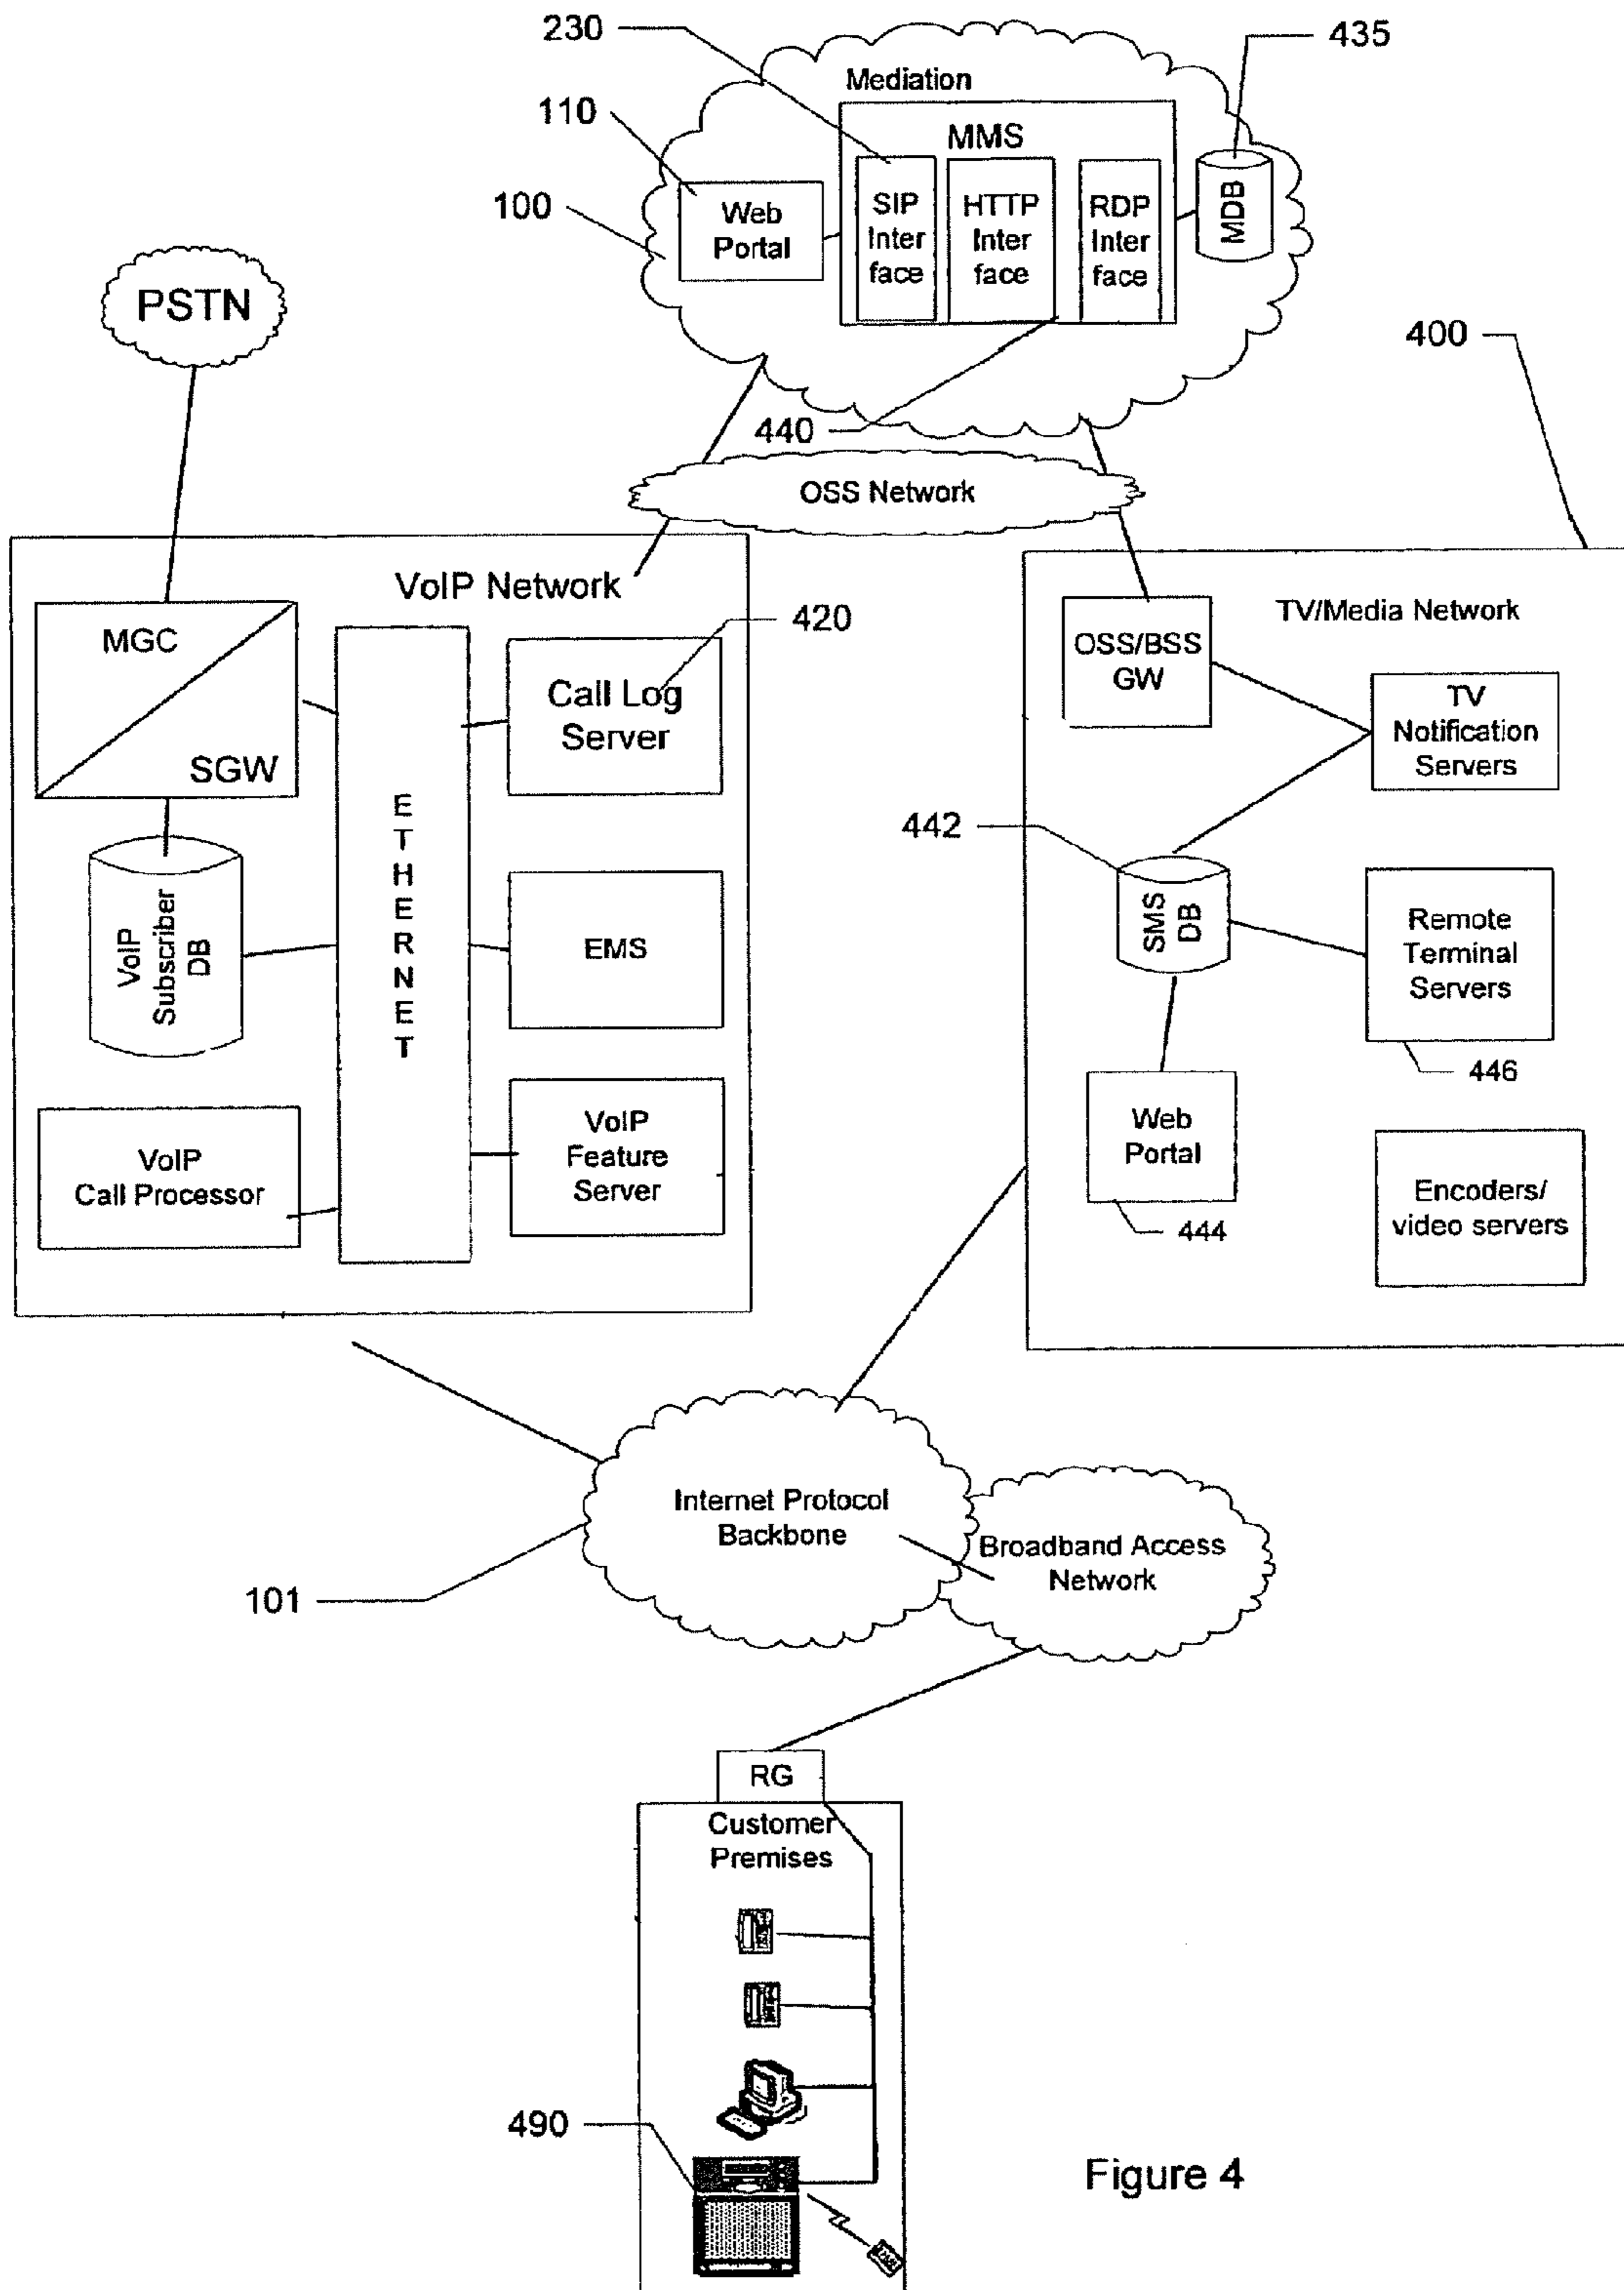 230
435
Mediation
110
MMS
100
Web
Portal
SIP
Inter
face
HTTP
Inter
face
RDP
Inter
face
MDB
PSTN
400
440
OSS Network
VoIP Network
MGC
SGW
420
Call Log
Server
ETHERNET
VoIP
Subscriber
DB
EMS
VoIP
Call Processor
VoIP
Feature
Server
TV/Media Network
OSS/BSS
GW
TV
Notification
Servers
442
SMS
DB
Remote
Terminal
Servers
446
Web
Portal
444
Encoders/
video servers
Internet Protocol
Backbone
Broadband Access
Network
101
RG
Customer
Premises
490
Figure 4